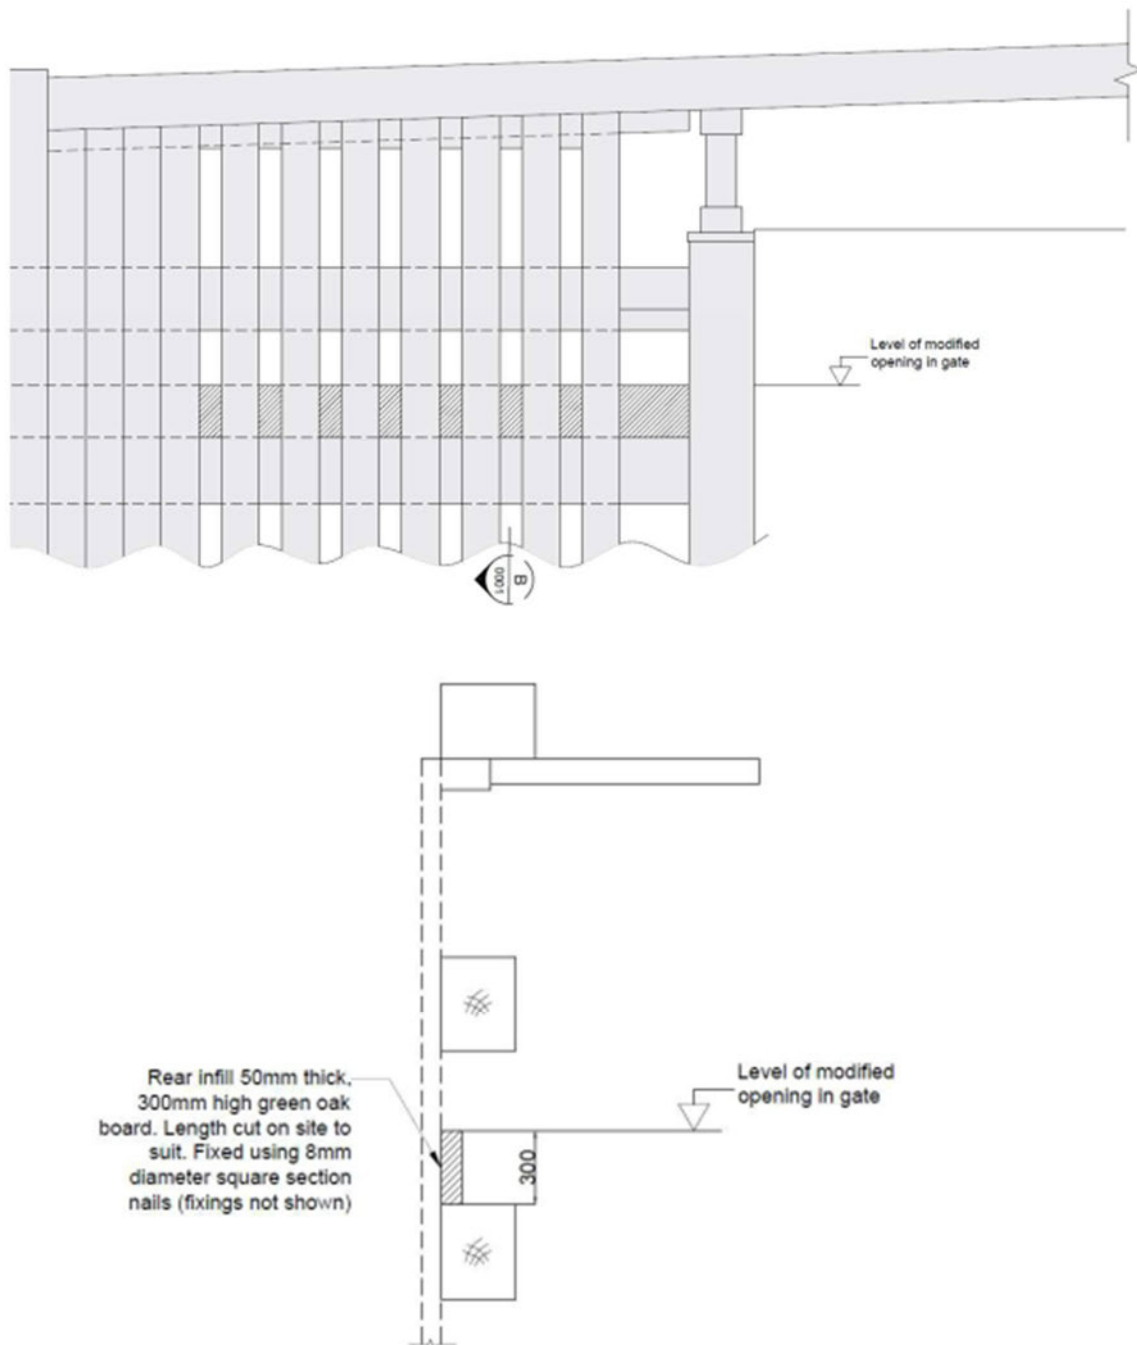 Level of modified
opening in gate
B
0001
Rear infill 50mm thick,
300mm high green oak
board. Length cut on site to
suit. Fixed using 8mm
diameter square section
nails (fixings not shown)
Level of modified
opening in gate
300